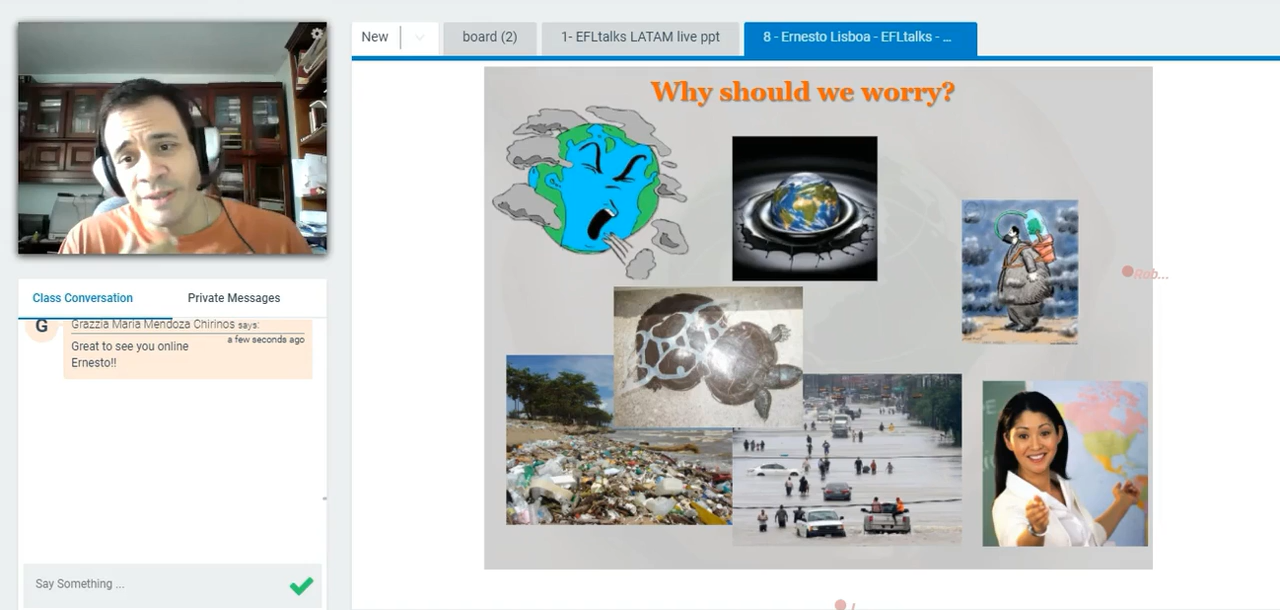 New
board (2)
1- EFLtalks LATAM live ppt
8 - Ernesto Lisboa - EFLtalks - ...
Why should we worry?
Rob...
Class Conversation
Private Messages
G
Grazzia Maria Mendoza Chirinos says:
a few seconds ago
Great to see you online
Ernesto!!
Say Something ...